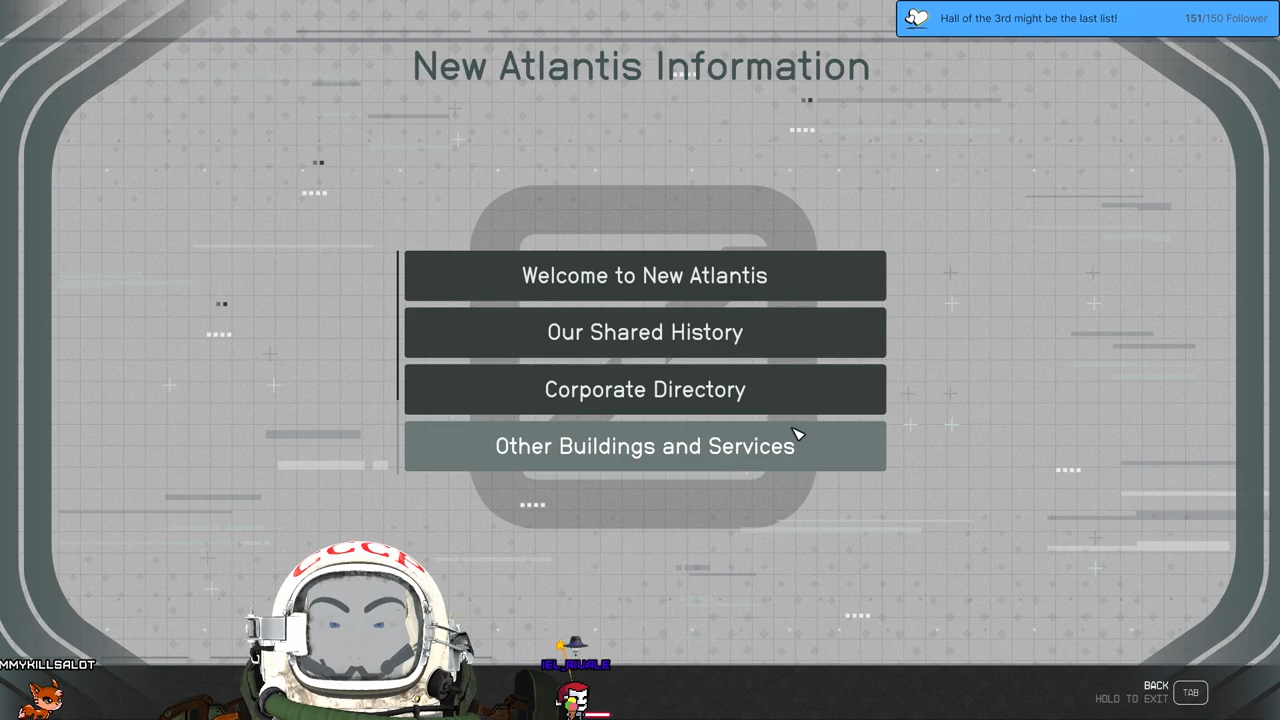 Hall of the 3rd might be the last list! 151/150 Follower
New Atlantis Information
Welcome to New Atlantis
Our Shared History
Corporate Directory
Other Buildings and Services
CCCP
MMYKILLSALOT
IEL_RIVALE
BACK
HOLD TO EXIT
TAB